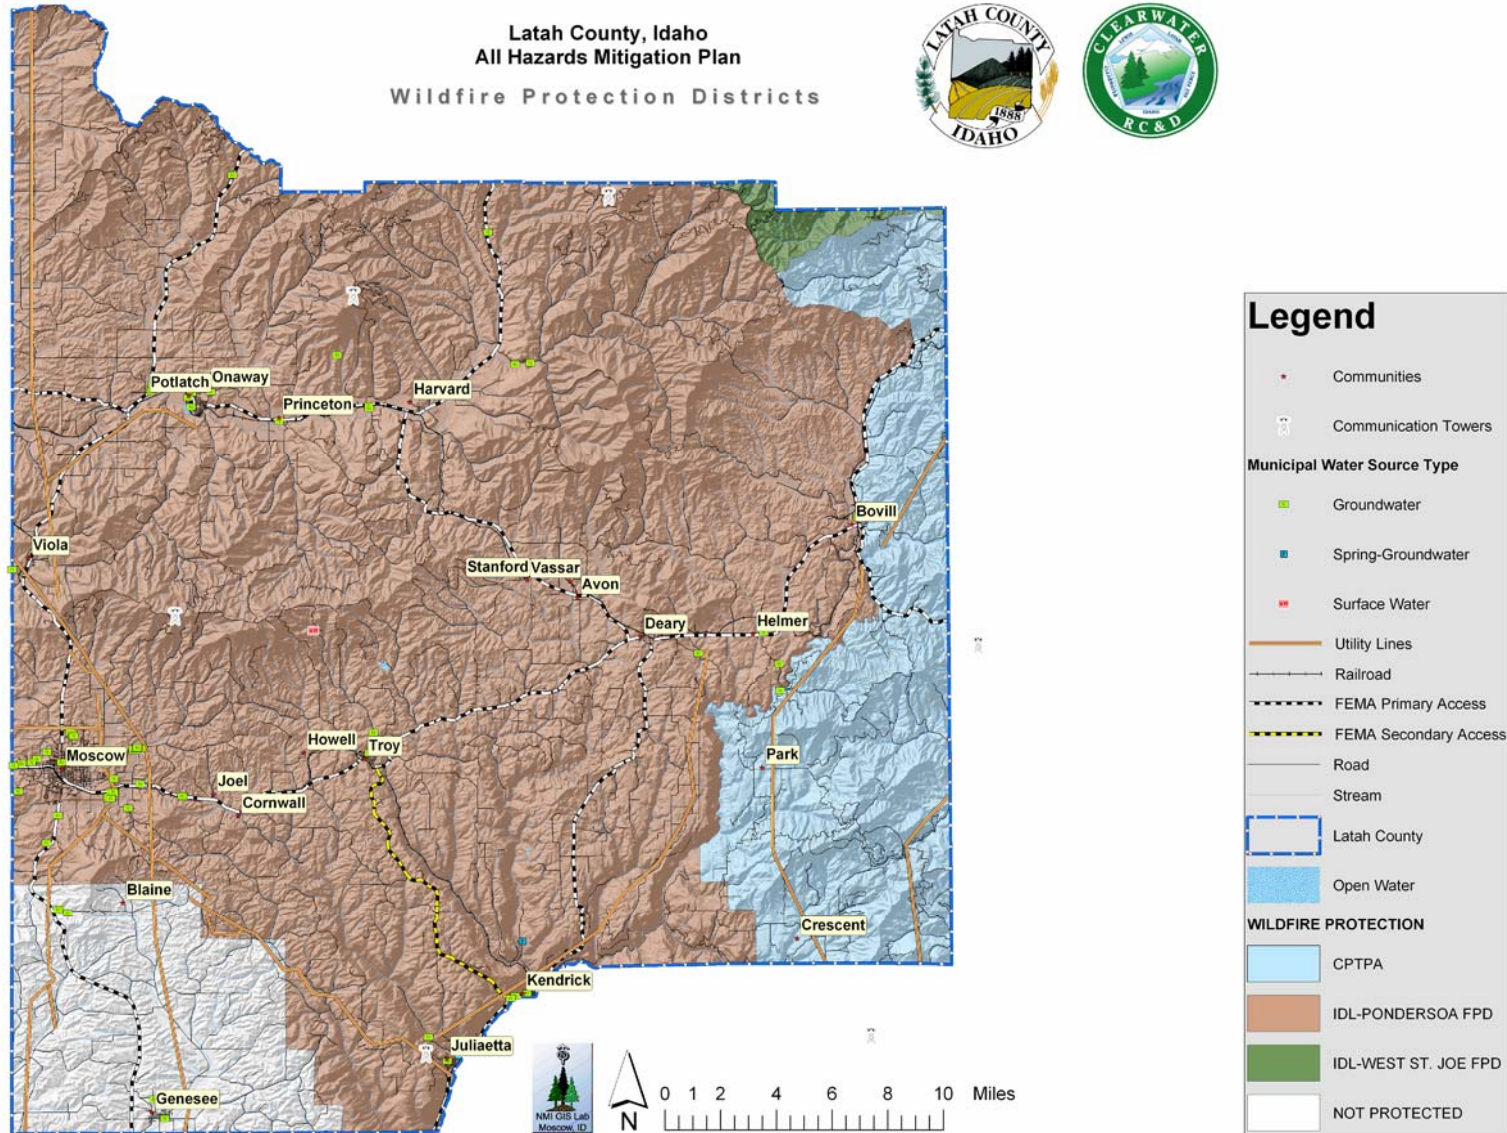 Latah County, Idaho
All Hazards Mitigation Plan
Wildfire Protection Districts
LATAH COUNTY
1888
IDAHO
CLEARWATER
RC & D
Potlatch
Onaway
Princeton
Harvard
Viola
Bovill
Stanford
Vassar
Avon
Deary
Helmer
Moscow
Howell
Troy
Joel
Cornwall
Park
Blaine
Crescent
Kendrick
Juliaetta
Genesee
NMI GIS Lab
Moscow, ID
N
0 1 2 4 6 8 10 Miles
Legend
Communities
Communication Towers
Municipal Water Source Type
Groundwater
Spring-Groundwater
Surface Water
Utility Lines
Railroad
FEMA Primary Access
FEMA Secondary Access
Road
Stream
Latah County
Open Water
WILDFIRE PROTECTION
CPTPA
IDL-PONDERSOA FPD
IDL-WEST ST. JOE FPD
NOT PROTECTED